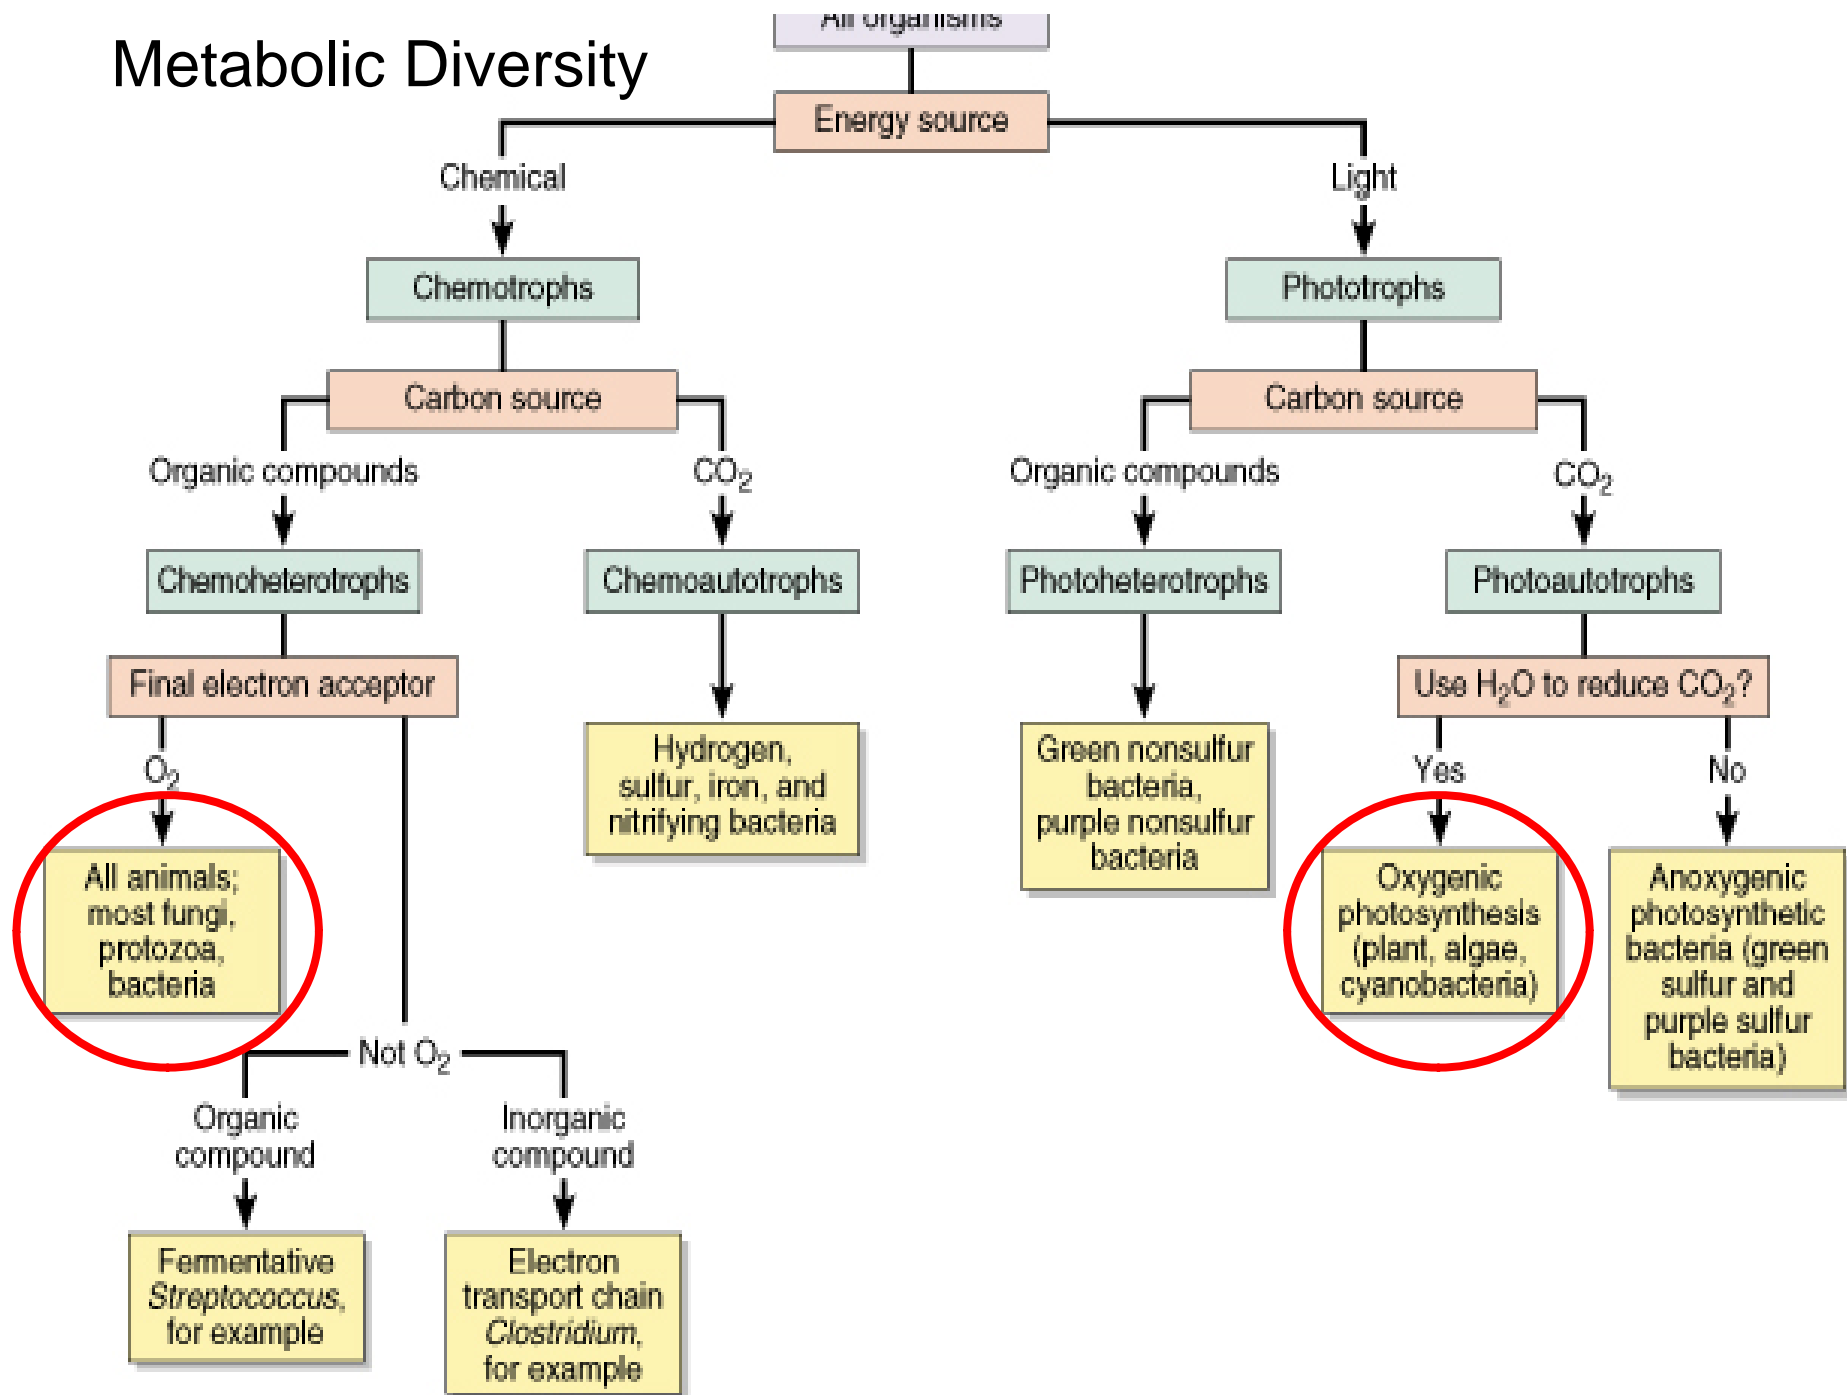 All organisms
Metabolic Diversity
Energy source
Chemical
Light
Chemotrophs
Phototrophs
Carbon source
Carbon source
Organic compounds
CO₂
Organic compounds
CO₂
Chemoheterotrophs
Chemoautotrophs
Photoheterotrophs
Photoautotrophs
Final electron acceptor
Use H₂O to reduce CO₂?
O₂
Hydrogen,
sulfur, iron, and
nitrifying bacteria
Green nonsulfur
bacteria,
purple nonsulfur
bacteria
Yes
No
All animals;
most fungi,
protozoa,
bacteria
Oxygenic
photosynthesis
(plant, algae,
cyanobacteria)
Anoxygenic
photosynthetic
bacteria (green
sulfur and
purple sulfur
bacteria)
Not O₂
Organic
compound
Inorganic
compound
Fermentative
Streptococcus,
for example
Electron
transport chain
Clostridium,
for example